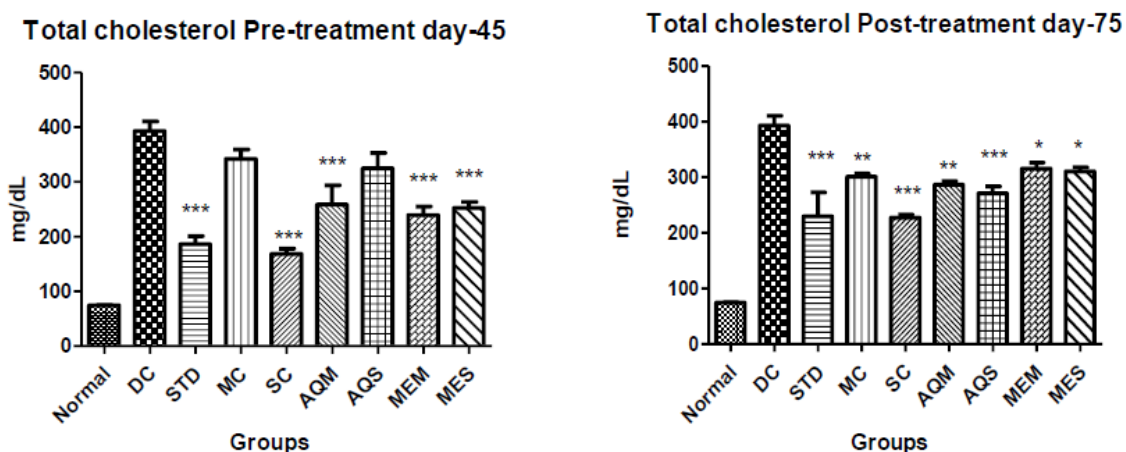 Total cholesterol Pre-treatment day-45
500
400
300
200
100
0
mg/dL
***
***
***
***
***
Normal
DC
STD
MC
SC
AQM
AQS
MEM
MES
Groups
Total cholesterol Post-treatment day-75
500
400
300
200
100
0
mg/dL
***
**
***
**
***
*
*
Normal
DC
STD
MC
SC
AQM
AQS
MEM
MES
Groups